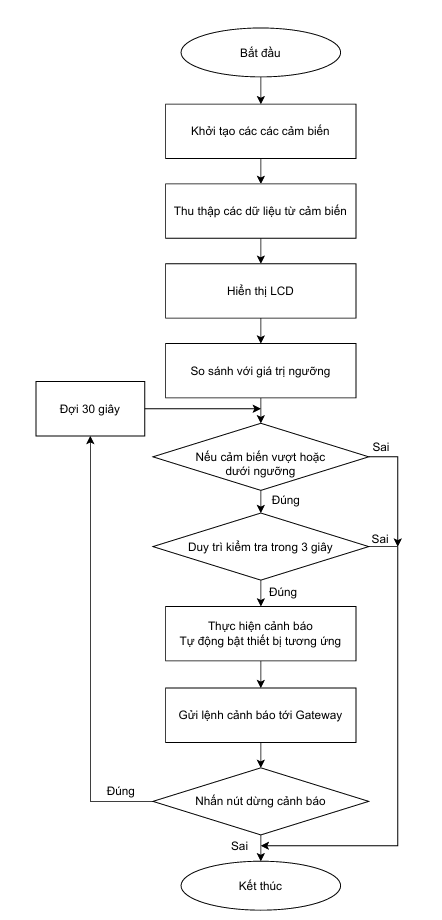 Bắt đầu
Khởi tạo các các cảm biến
Thu thập các dữ liệu từ cảm biến
Hiển thị LCD
So sánh với giá trị ngưỡng
Đợi 30 giây
Nếu cảm biến vượt hoặc
dưới ngưỡng
Sai
Đúng
Duy trì kiểm tra trong 3 giây
Sai
Đúng
Thực hiện cảnh báo
Tự động bật thiết bị tương ứng
Gửi lệnh cảnh báo tới Gateway
Đúng
Nhấn nút dừng cảnh báo
Sai
Kết thúc